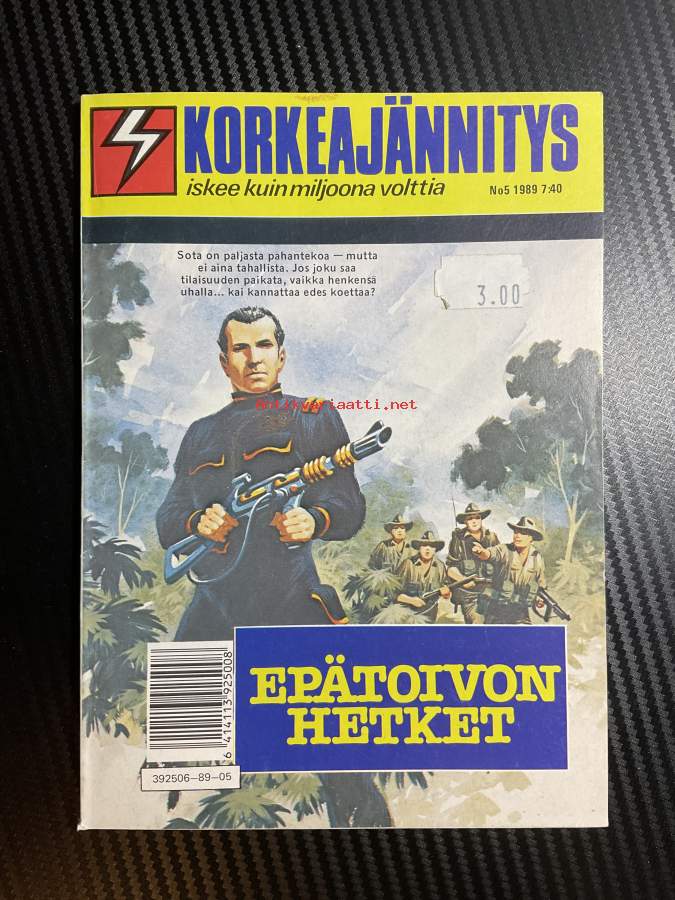 KORKEAJÄNNITYS
iskee kuin miljoona volttia
No5 1989 7:40
Sota on paljasta pahantekoa — mutta
ei aina tahallista. Jos joku saa
tilaisuuden paikata, vaikka henkensä
uhalla... kai kannattaa edes koettaa?
3.00
Antikvariaatti.net
EPÄTOIVON
HETKET
6 414113 925008
392506—89—05